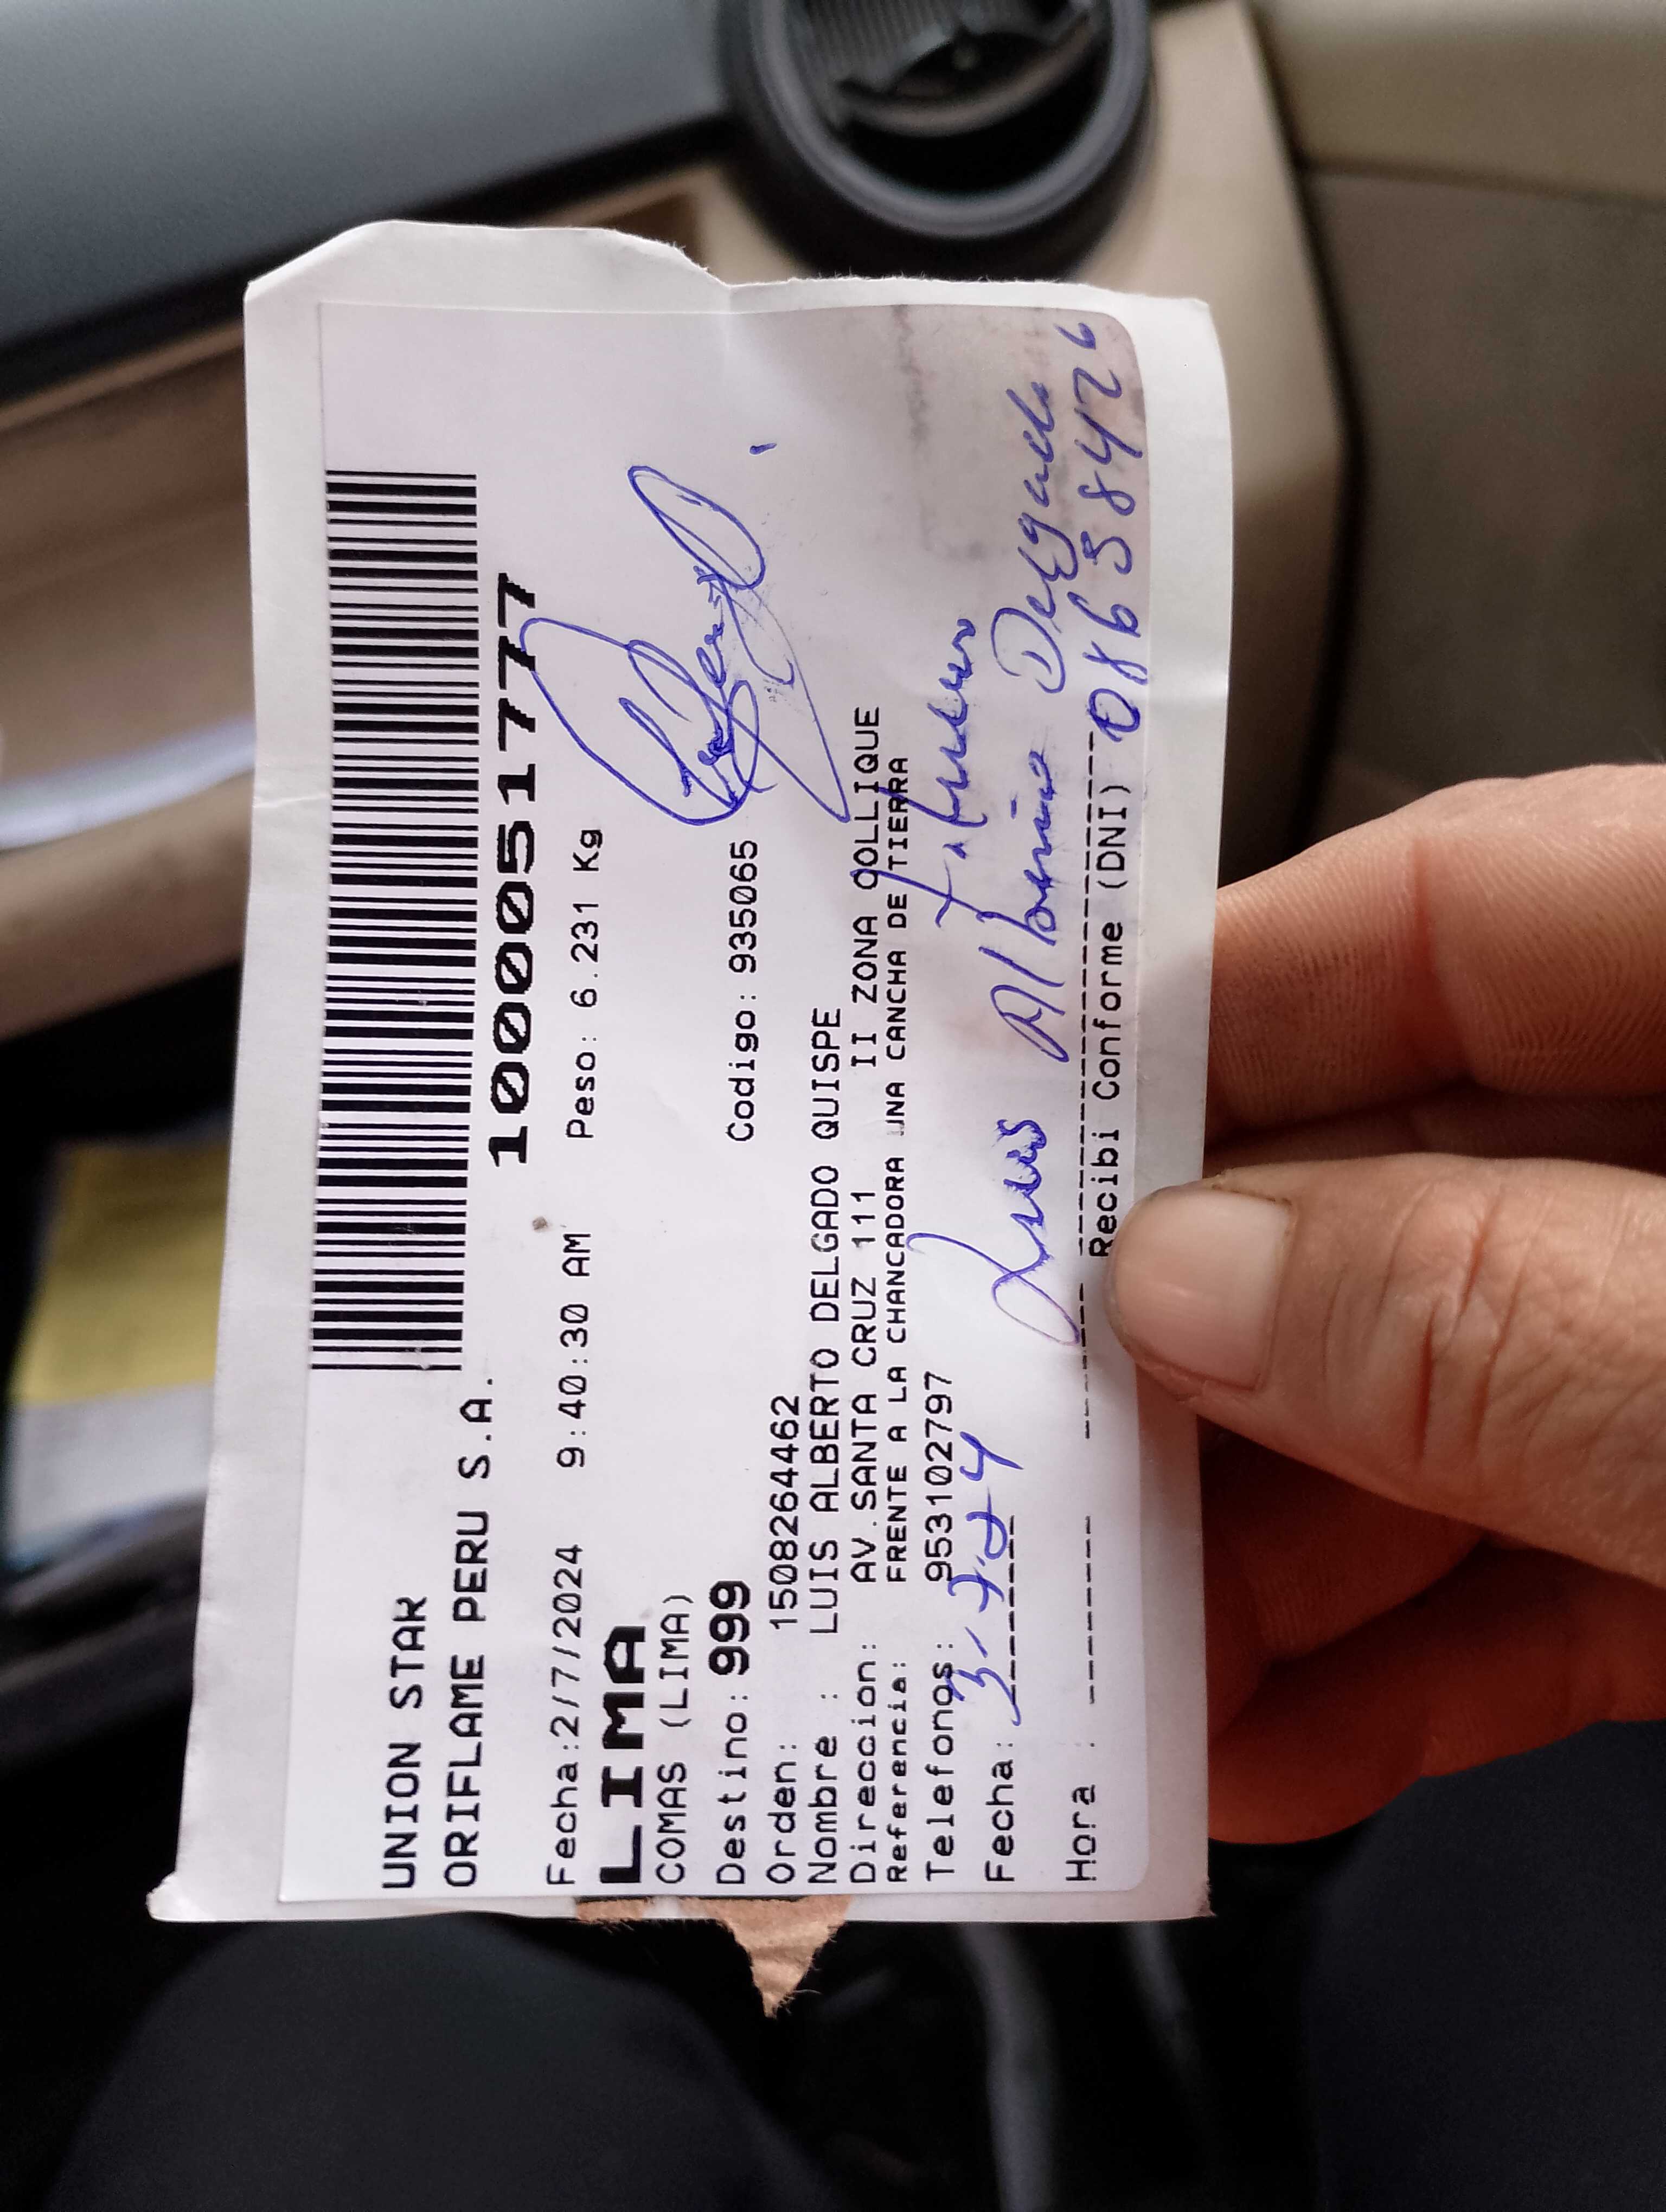 UNION STAR
ORIFLAME PERU S.A.
100051777
Fecha:2/7/2024 9:40:30 AM Peso: 6.231 Kg
LIMA
COMAS (LIMA)
Destino: 999 Codigo: 935065
Orden: 1508264462
Nombre : LUIS ALBERTO DELGADO QUISPE
Direccion: AV.SANTA CRUZ 111 II ZONA COLLIQUE
Referencia: FRENTE A LA CHANCADORA UNA CANCHA DE TIERRA
Telefonos: 953102797
Fecha: 3-7-24
Luis Delgado
Hora :
Recibi Conforme (DNI) 08658426